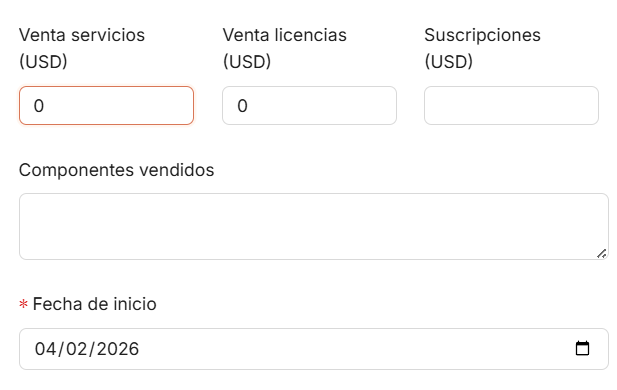 Venta servicios (USD)
Venta licencias (USD)
Suscripciones (USD)
0
0
Componentes vendidos
* Fecha de inicio
04/02/2026